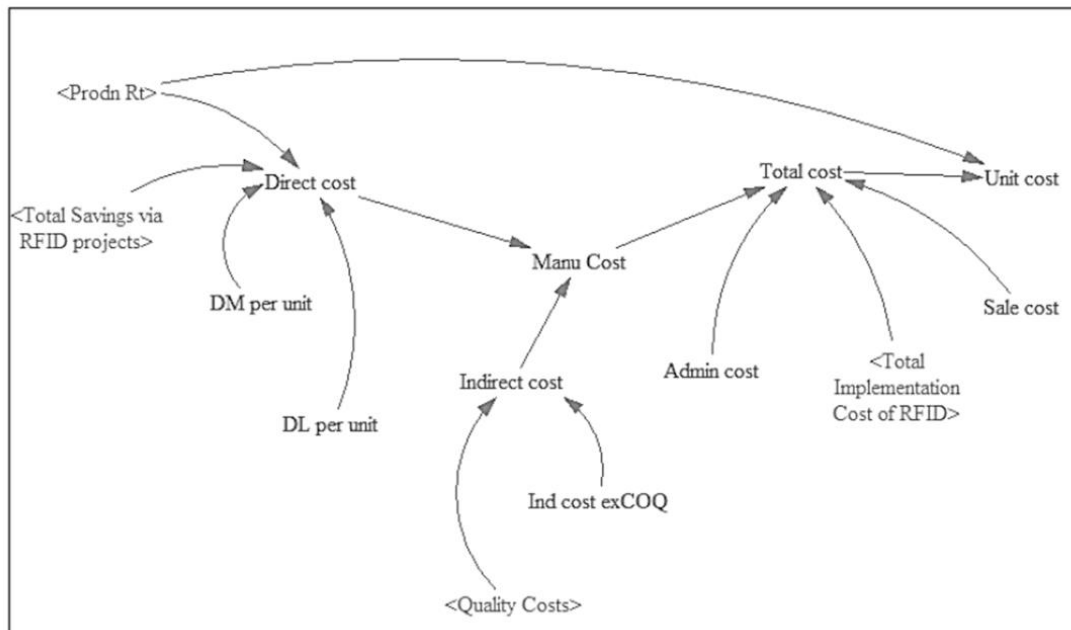 <Prodn Rt>
Direct cost
Total cost
Unit cost
<Total Savings via
RFID projects>
Manu Cost
DM per unit
Sale cost
Admin cost
<Total
Implementation
Cost of RFID>
Indirect cost
DL per unit
Ind cost exCOQ
<Quality Costs>